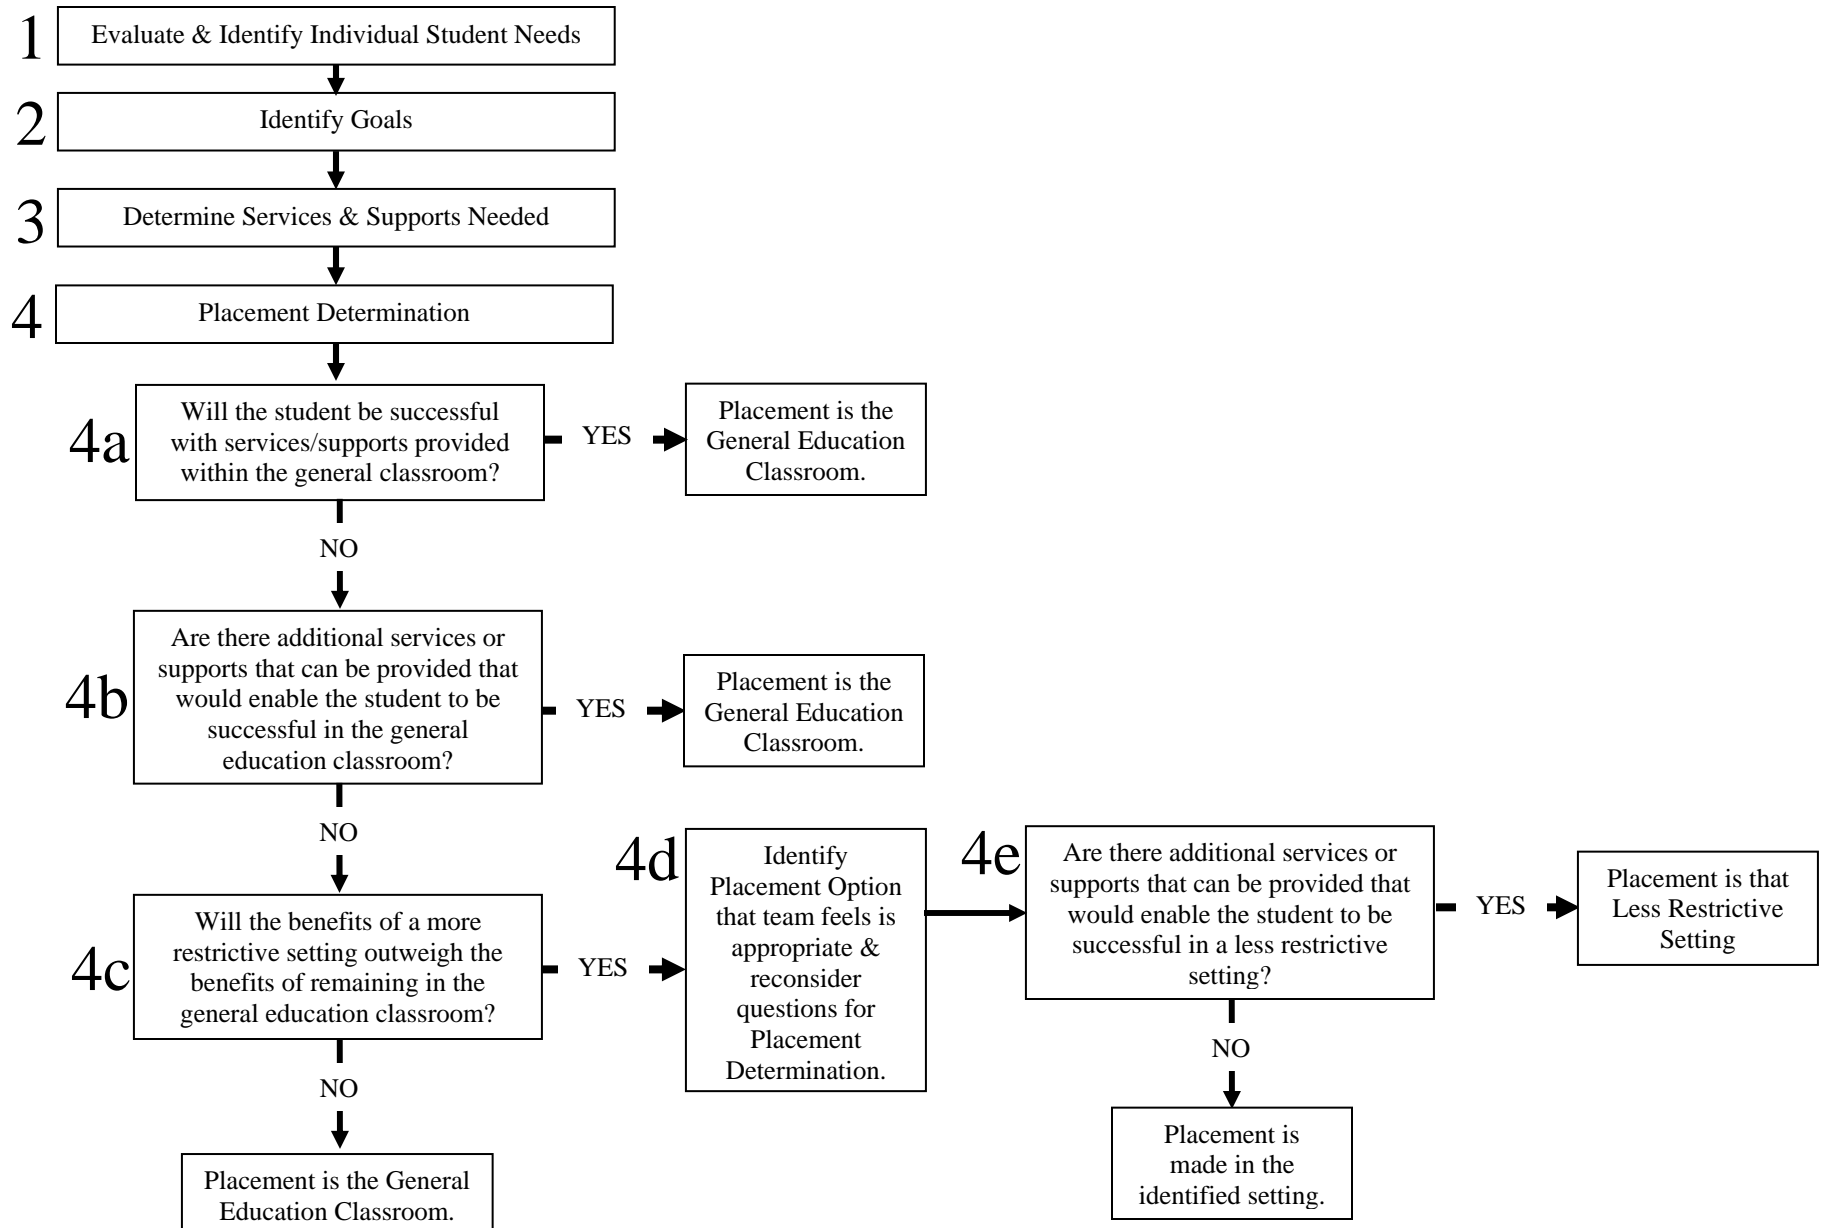 1
Evaluate & Identify Individual Student Needs
2
Identify Goals
3
Determine Services & Supports Needed
4
Placement Determination
4a
Will the student be successful
with services/supports provided
within the general classroom?
YES
Placement is the
General Education
Classroom.
NO
4b
Are there additional services or
supports that can be provided that
would enable the student to be
successful in the general
education classroom?
YES
Placement is the
General Education
Classroom.
NO
4c
Will the benefits of a more
restrictive setting outweigh the
benefits of remaining in the
general education classroom?
YES
4d
Identify
Placement Option
that team feels is
appropriate &
reconsider
questions for
Placement
Determination.
4e
Are there additional services or
supports that can be provided that
would enable the student to be
successful in a less restrictive
setting?
YES
Placement is that
Less Restrictive
Setting
NO
Placement is
made in the
identified setting.
NO
Placement is the General
Education Classroom.